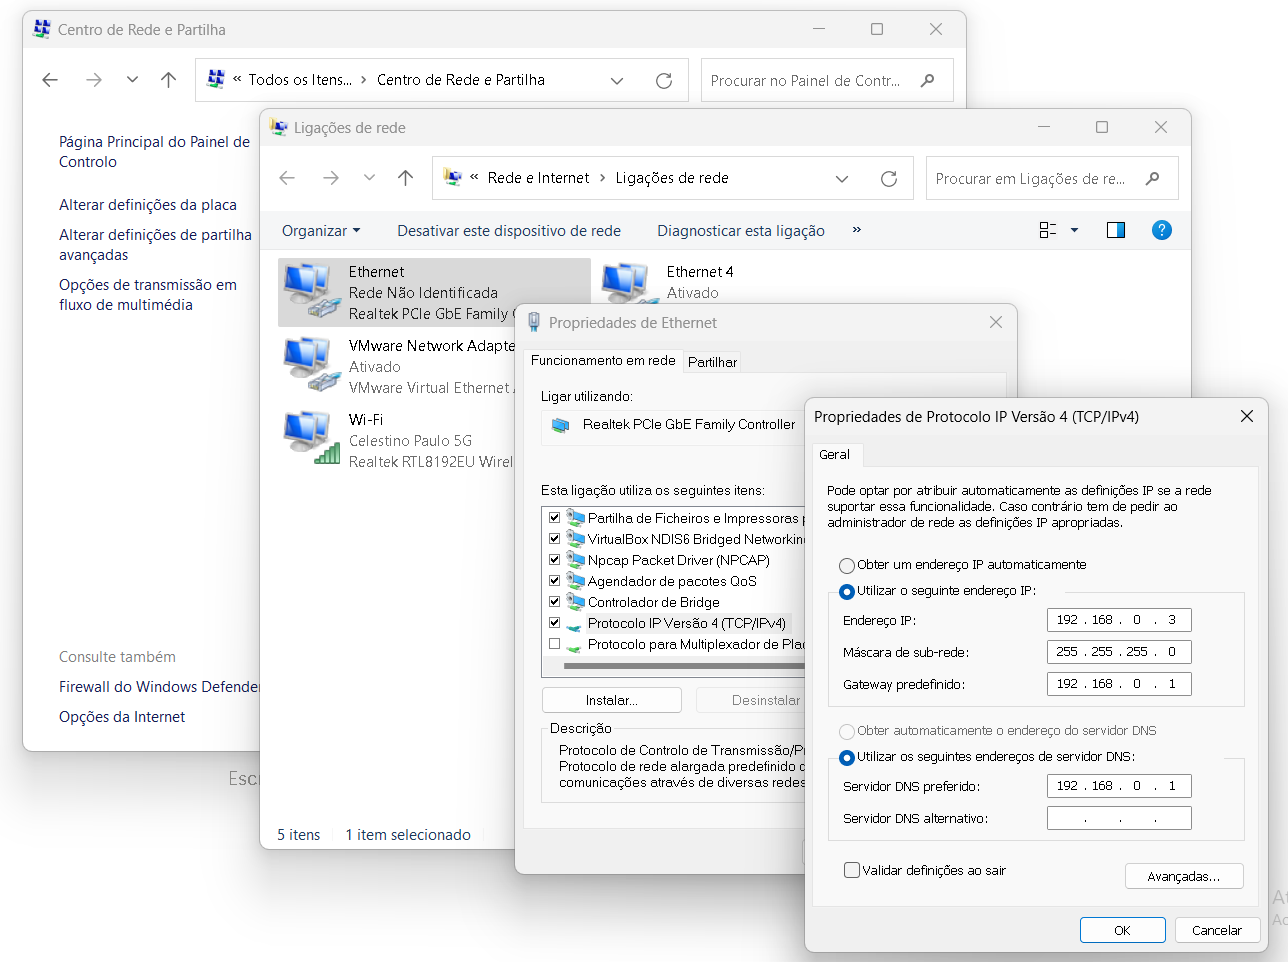 Centro de Rede e Partilha
« Todos os Itens... › Centro de Rede e Partilha
Procurar no Painel de Contr...
Página Principal do Painel de
Controlo
Alterar definições da placa
Alterar definições de partilha
avançadas
Opções de transmissão em
fluxo de multimédia
Consulte também
Firewall do Windows Defender
Opções da Internet
Ligações de rede
« Rede e Internet › Ligações de rede
Procurar em Ligações de re...
Organizar
Desativar este dispositivo de rede
Diagnosticar esta ligação
»
Ethernet
Rede Não Identificada
Realtek PCIe GbE Family
Ethernet 4
Ativado
VMware Network Adapte
Ativado
VMware Virtual Ethernet
Wi-Fi
Celestino Paulo 5G
Realtek RTL8192EU Wirel
5 itens
1 item selecionado
Propriedades de Ethernet
Funcionamento em rede
Partilhar
Ligar utilizando:
Realtek PCIe GbE Family Controller
Esta ligação utiliza os seguintes itens:
Partilha de Ficheiros e Impressoras
VirtualBox NDIS6 Bridged Networkin
Npcap Packet Driver (NPCAP)
Agendador de pacotes QoS
Controlador de Bridge
Protocolo IP Versão 4 (TCP/IPv4)
Protocolo para Multiplexador de Pla
Instalar...
Desinstalar
Descrição
Protocolo de Controlo de Transmissão/P
Protocolo de rede alargada predefinido
comunicações através de diversas redes
Propriedades de Protocolo IP Versão 4 (TCP/IPv4)
Geral
Pode optar por atribuir automaticamente as definições IP se a rede
suportar essa funcionalidade. Caso contrário tem de pedir ao
administrador de rede as definições IP apropriadas.
Obter um endereço IP automaticamente
Utilizar o seguinte endereço IP:
Endereço IP: 192 . 168 . 0 . 3
Máscara de sub-rede: 255 . 255 . 255 . 0
Gateway predefinido: 192 . 168 . 0 . 1
Obter automaticamente o endereço do servidor DNS
Utilizar os seguintes endereços de servidor DNS:
Servidor DNS preferido: 192 . 168 . 0 . 1
Servidor DNS alternativo: . . .
Validar definições ao sair
Avançadas...
OK
Cancelar